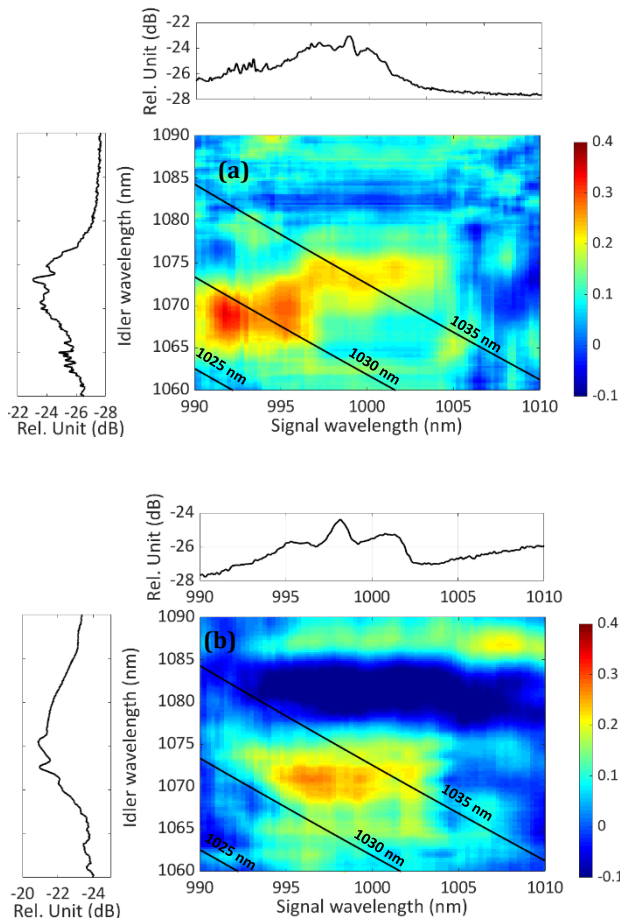 -22
-24
-26
-28
Rel. Unit (dB)
(a)
1090
1085
1080
1075
1070
1065
1060
Idler wavelength (nm)
1025 nm
1030 nm
1035 nm
990 995 1000 1005 1010
Signal wavelength (nm)
0.4
0.3
0.2
0.1
0
-0.1
-22 -24 -26 -28
Rel. Unit (dB)
-24
-26
-28
Rel. Unit (dB)
990 995 1000 1005 1010
(b)
1090
1085
1080
1075
1070
1065
1060
Idler wavelength (nm)
1025 nm
1030 nm
1035 nm
990 995 1000 1005 1010
Signal wavelength (nm)
0.4
0.3
0.2
0.1
0
-0.1
-20 -22 -24
Rel. Unit (dB)